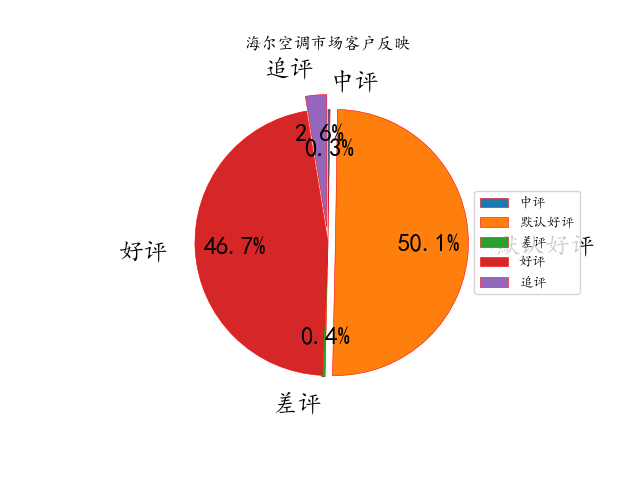 海尔空调市场客户反映
追评
中评
2.6%
0.3%
好评
46.7%
50.1%
默认好评
0.4%
差评
中评
默认好评
差评
好评
追评